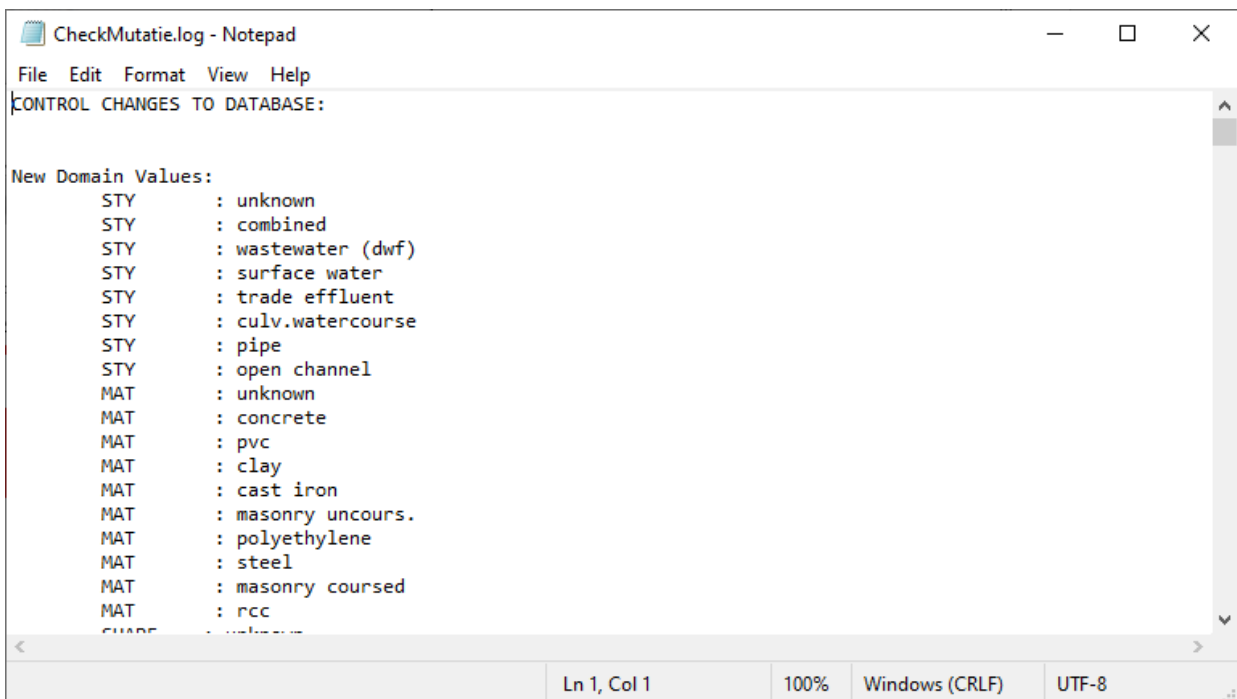 CheckMutatie.log - Notepad
File Edit Format View Help
CONTROL CHANGES TO DATABASE:
New Domain Values:
STY : unknown
STY : combined
STY : wastewater (dwf)
STY : surface water
STY : trade effluent
STY : culv.watercourse
STY : pipe
STY : open channel
MAT : unknown
MAT : concrete
MAT : pvc
MAT : clay
MAT : cast iron
MAT : masonry uncours.
MAT : polyethylene
MAT : steel
MAT : masonry coursed
MAT : rcc
SHAPE : unknown
Ln 1, Col 1 100% Windows (CRLF) UTF-8